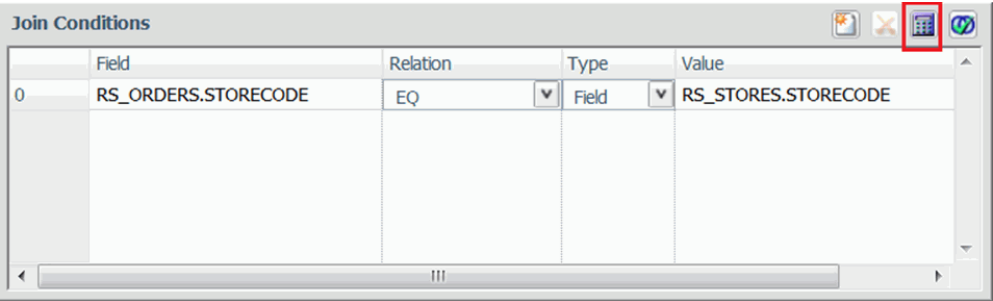 Join Conditions
Field Relation Type Value
0 RS_ORDERS.STORECODE EQ Field RS_STORES.STORECODE